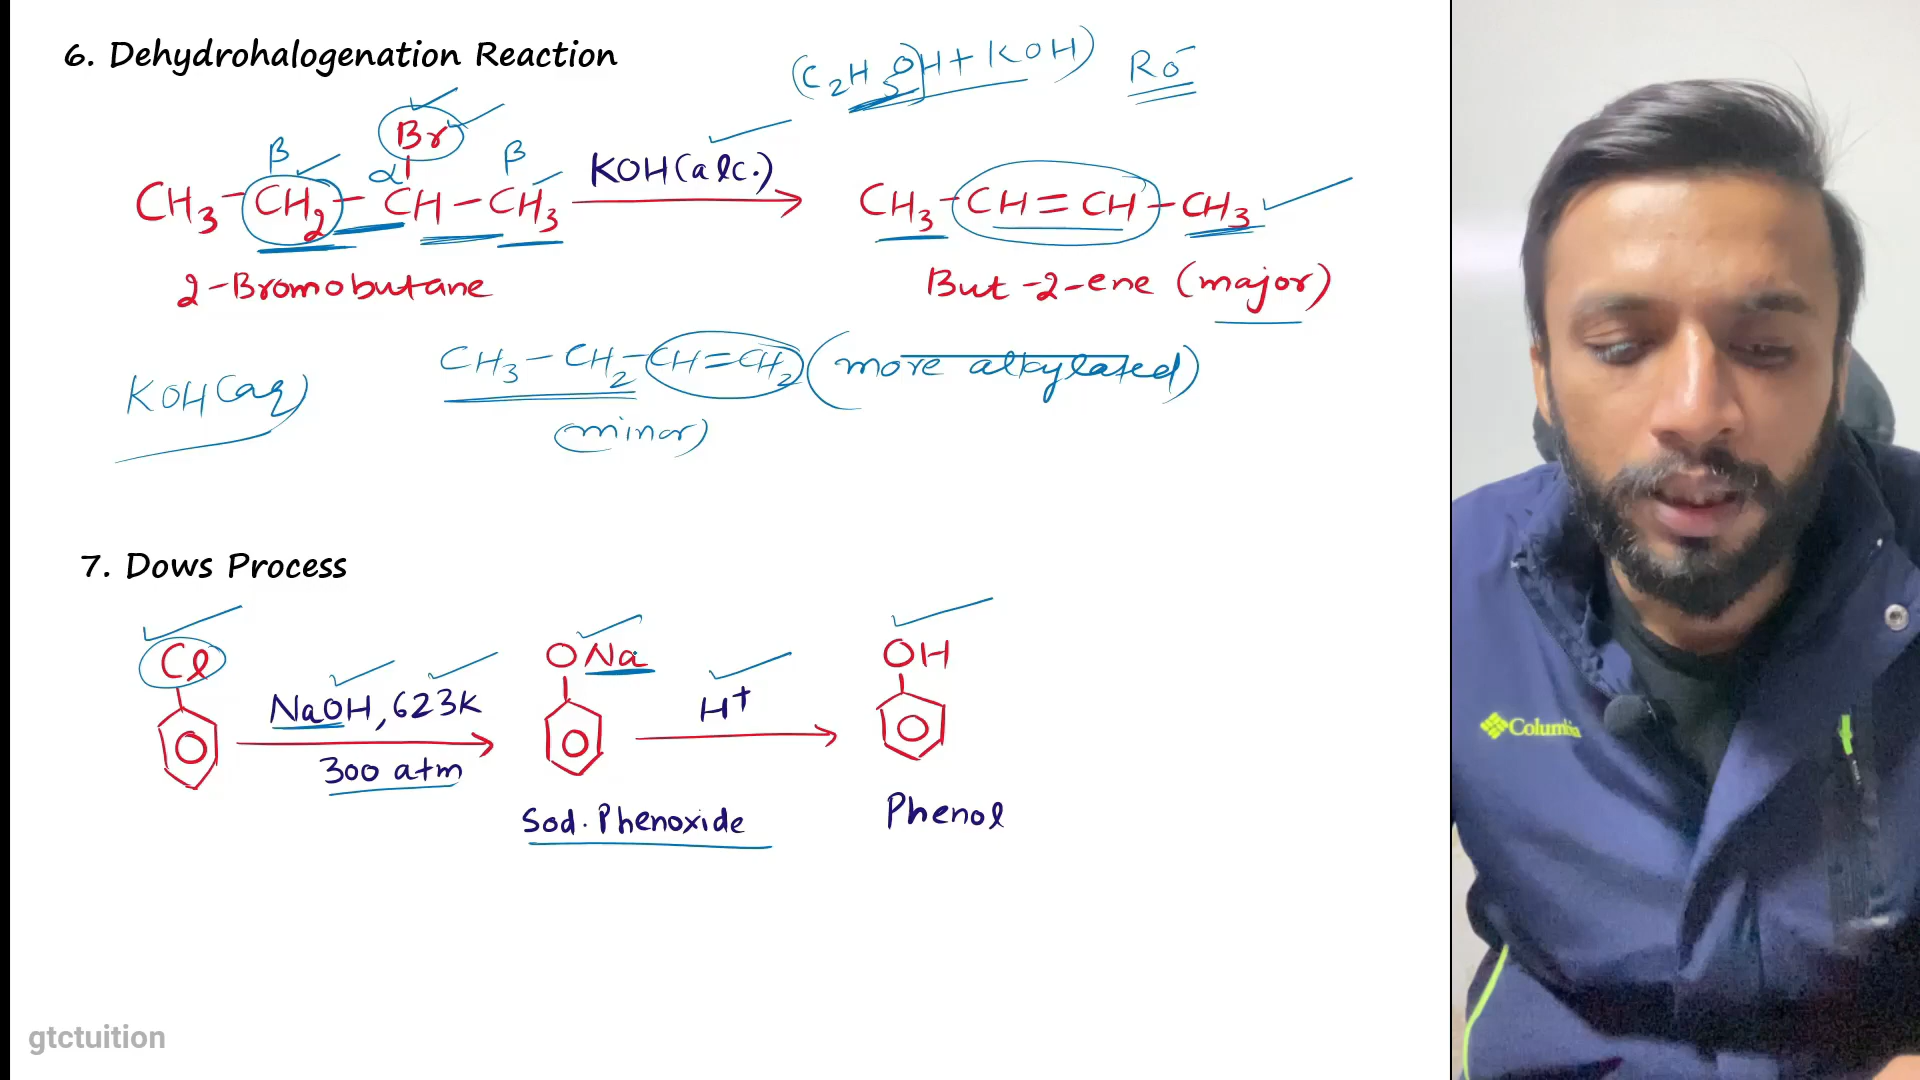 6. Dehydrohalogenation Reaction
(C2H5OH + KOH) RO⁻
Br
β α β
CH3-CH2-CH-CH3 KOH(alc.) CH3-CH=CH-CH3
2-Bromobutane But-2-ene (major)
KOH(aq) CH3-CH2-CH=CH2 (more alkylated)
(minor)
7. Dows Process
Cl ONa OH
NaOH, 623K H+
300 atm
Sod. Phenoxide Phenol
Columbia
gtctuition